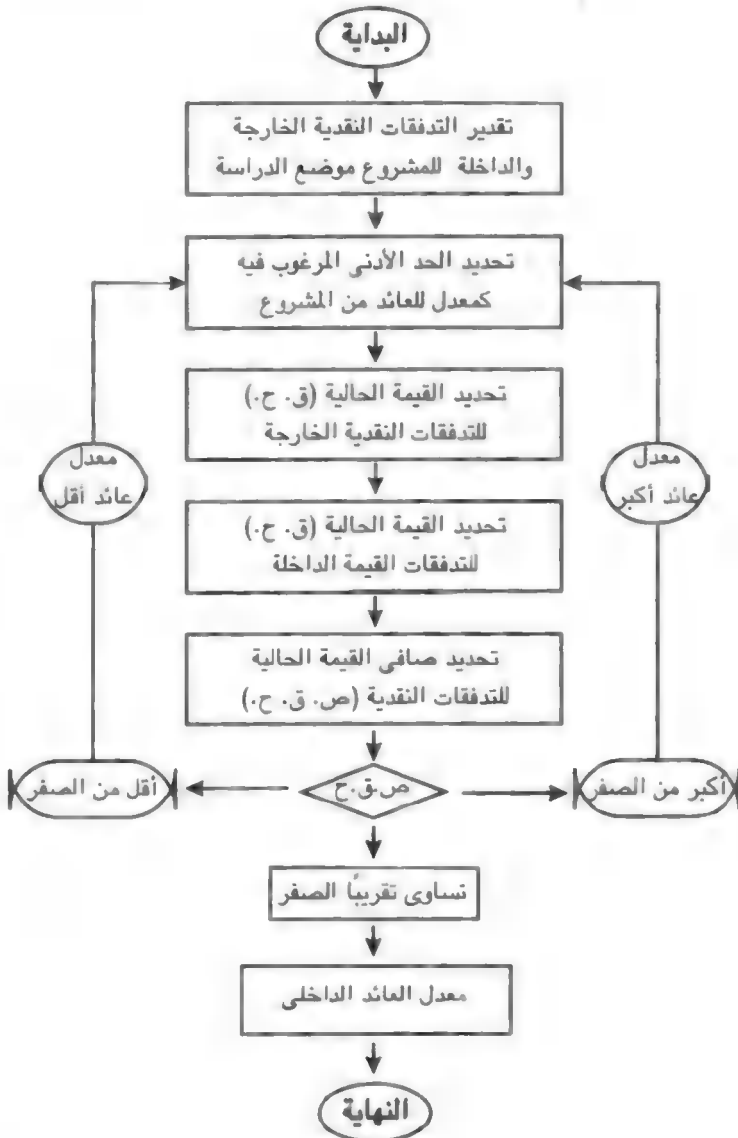 البداية
تقدير التدفقات النقدية الخارجة
والداخلة للمشروع موضع الدراسة
تحديد الحد الأدنى المرغوب فيه
كمعدل للعائد من المشروع
تحديد القيمة الحالية (ق. ح.)
للتدفقات النقدية الخارجة
معدل
عائد أكبر
معدل
عائد أقل
تحديد القيمة الحالية (ق. ح.)
للتدفقات القيمة الداخلة
تحديد صافى القيمة الحالية
للتدفقات النقدية (ص. ق. ح.)
أكبر من الصفر
ص.ق.ح
أقل من الصفر
تساوى تقريبًا الصفر
معدل العائد الداخلى
النهاية